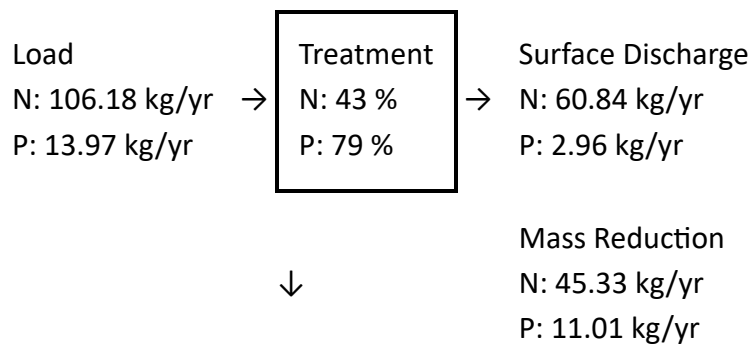 Load
N: 106.18 kg/yr
P: 13.97 kg/yr
→
Treatment
N: 43 %
P: 79 %
→
Surface Discharge
N: 60.84 kg/yr
P: 2.96 kg/yr
↓
Mass Reduction
N: 45.33 kg/yr
P: 11.01 kg/yr